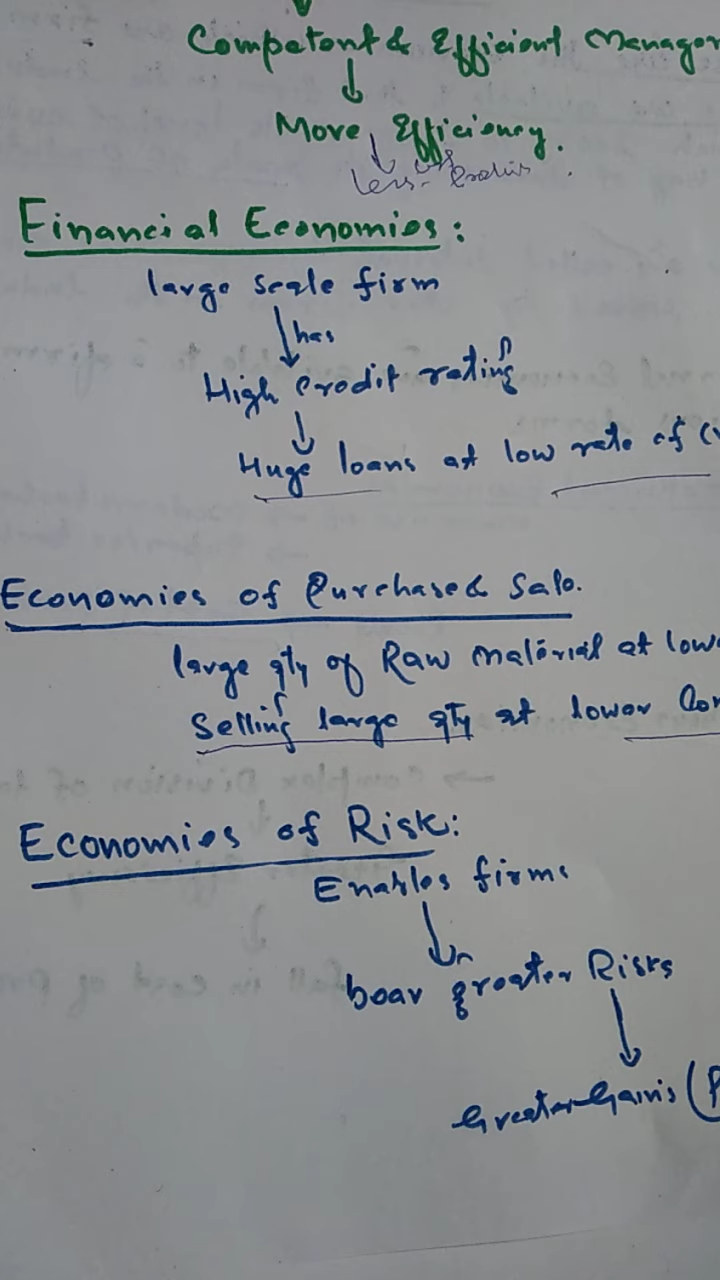 Competent & Efficient Manager
More Efficiency.
less
Financial Economies:
large scale firm
has
High credit rating
Huge loans at low rate of
Economies of Purchase & Sale.
large qty of Raw material at low
Selling large qty at lower
Economies of Risk:
Enables firms
bear greater Risks
Greater Gains (